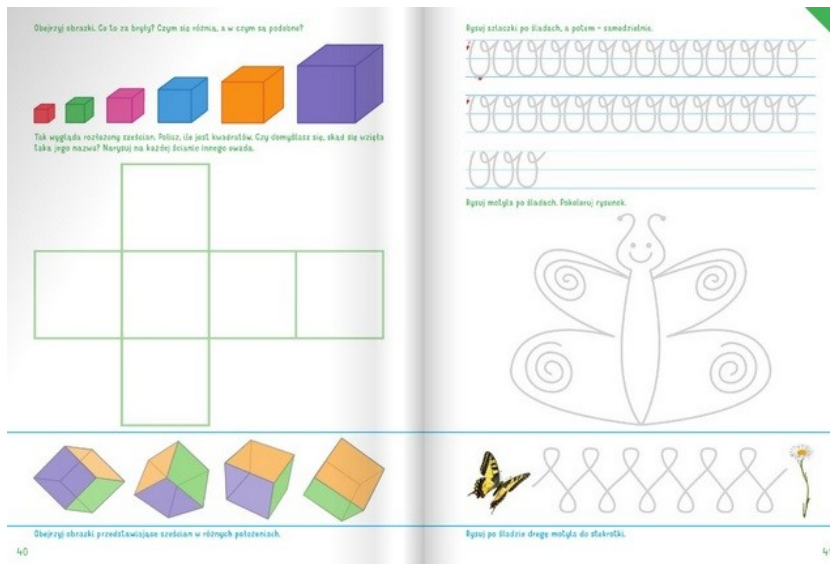 Obejrzyj obrazki. Co to za bryły? Czym się różnią, a w czym są podobne?
Tak wygląda rozłożony sześcian. Policz, ile jest kwadratów. Czy domyślasz się, skąd się wzięła
taka jego nazwa? Narysuj na każdej ścianie innego owada.
Obejrzyj obrazki przedstawiające sześcian w różnych położeniach.
40
Rysuj szlaczki po śladach, a potem – samodzielnie.
Rysuj motyla po śladach. Pokoloruj rysunek.
Rysuj po śladzie drogę motyla do stokrotki.